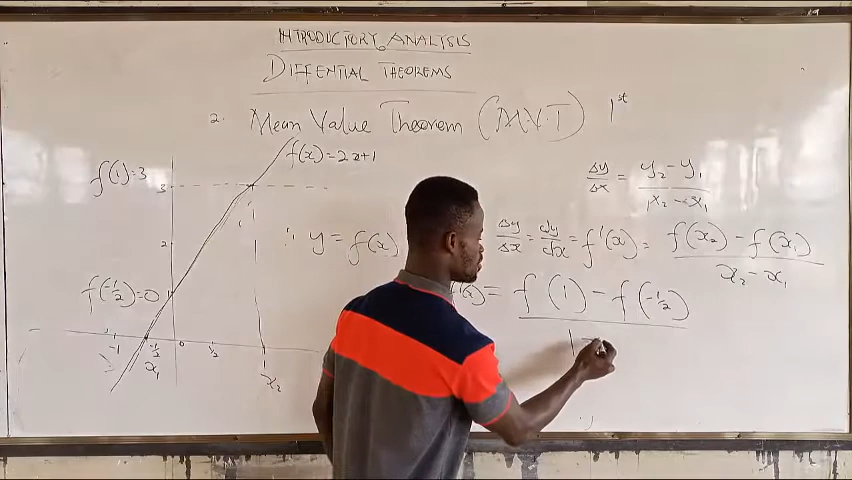 INTRODUCTORY ANALYSIS
DIFFENTIAL THEOREMS
2. Mean Value Theorem (M.V.T) 1st
f(x)=2x+1
f(1)=3
3
2
1
f(-1/2)=0
-1 -1/2 0 1/2
x₁ x₂
Δy/Δx = y₂-y₁/x₂-x₁
∴ y=f(x)
Δy/Δx = dy/dx = f'(x) = f(x₂)-f(x₁)/x₂-x₁
f'(x)= f(1)-f(-1/2)/1-